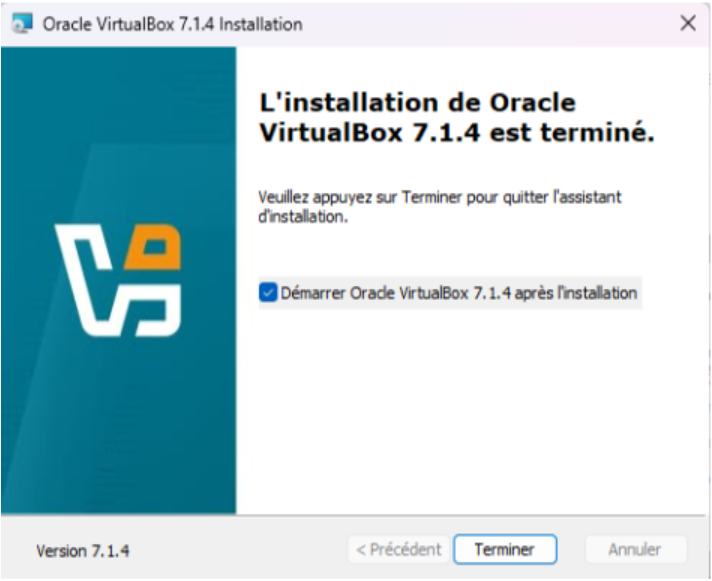 Oracle VirtualBox 7.1.4 Installation
L'installation de Oracle
VirtualBox 7.1.4 est terminé.
Veuillez appuyez sur Terminer pour quitter l'assistant
d'installation.
Démarrer Oracle VirtualBox 7.1.4 après l'installation
Version 7.1.4
< Précédent
Terminer
Annuler